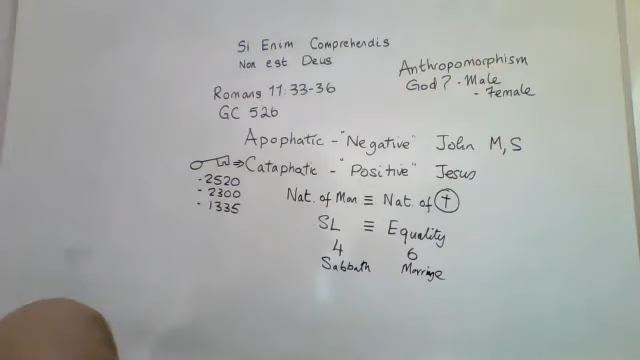 Si Enim Comprehendis
Non est Deus
Romans 11:33-36
GC 526
Anthropomorphism
God? - Male
- Female
Apophatic - "Negative" John M, S
⇒ Cataphatic - "Positive" Jesus
- 2520
- 2300
- 1335
Nat. of Man ≡ Nat. of ✝
SL ≡ Equality
4 6
Sabbath Marriage